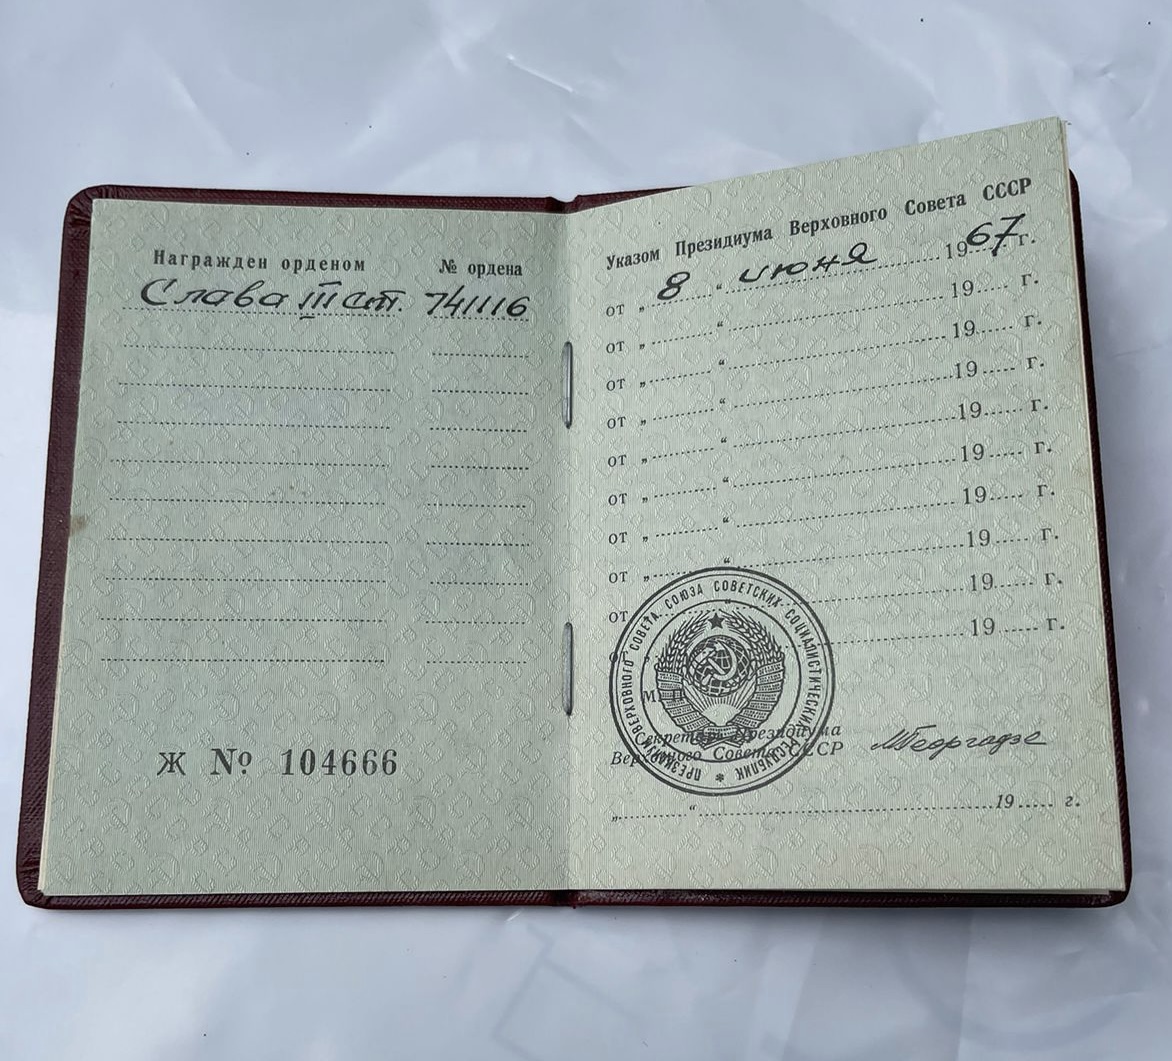 Награжден орденом № ордена
Слава III ст. 741116
Ж № 104666
Указом Президиума Верховного Совета СССР
от „ 8 “ июня 1967 г.
от „ “ 19 г.
от „ “ 19 г.
от „ “ 19 г.
от „ “ 19 г.
от „ “ 19 г.
от „ “ 19 г.
от „ “ 19 г.
от „ “ 19 г.
19 г.
ПРЕЗИДИУМ ВЕРХОВНОГО СОВЕТА СОЮЗА СОВЕТСКИХ СОЦИАЛИСТИЧЕСКИХ РЕСПУБЛИК
М. П.
Секретарь Президиума
Верховного Совета СССР МГеоргадзе
„ “ 19 г.